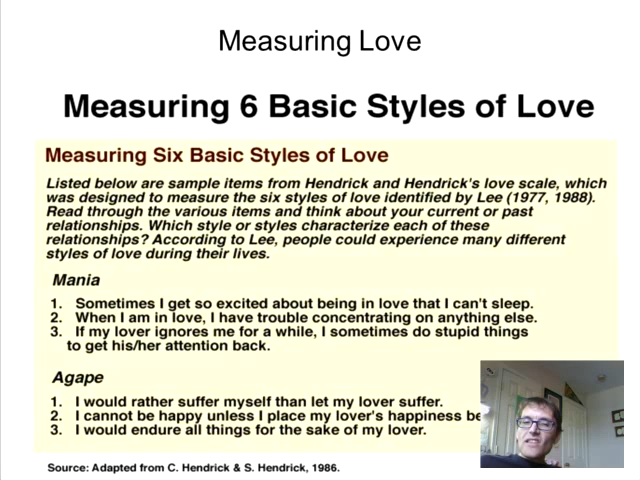 Measuring Love
Measuring 6 Basic Styles of Love
Measuring Six Basic Styles of Love
Listed below are sample items from Hendrick and Hendrick's love scale, which
was designed to measure the six styles of love identified by Lee (1977, 1988).
Read through the various items and think about your current or past
relationships. Which style or styles characterize each of these
relationships? According to Lee, people could experience many different
styles of love during their lives.
Mania
1. Sometimes I get so excited about being in love that I can't sleep.
2. When I am in love, I have trouble concentrating on anything else.
3. If my lover ignores me for a while, I sometimes do stupid things
to get his/her attention back.
Agape
1. I would rather suffer myself than let my lover suffer.
2. I cannot be happy unless I place my lover's happiness
3. I would endure all things for the sake of my lover.
Source: Adapted from C. Hendrick & S. Hendrick, 1986.